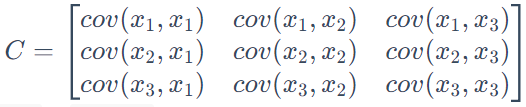 cov(x₁, x₁) cov(x₁, x₂) cov(x₁, x₃)
C = cov(x₂, x₁) cov(x₂, x₂) cov(x₂, x₃)
cov(x₃, x₁) cov(x₃, x₂) cov(x₃, x₃)